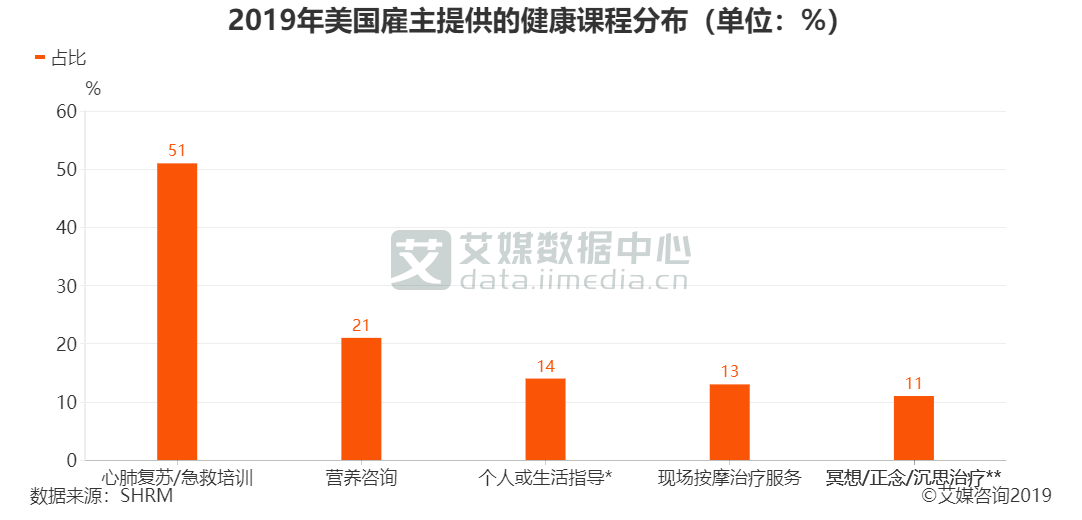 2019年美国雇主提供的健康课程分布（单位：%）
占比
%
60
50
40
30
20
10
0
51
21
14
13
11
艾 艾媒数据中心
data.iimedia.cn
心肺复苏/急救培训 营养咨询 个人或生活指导* 现场按摩治疗服务 冥想/正念/沉思治疗**
数据来源：SHRM ©艾媒咨询2019